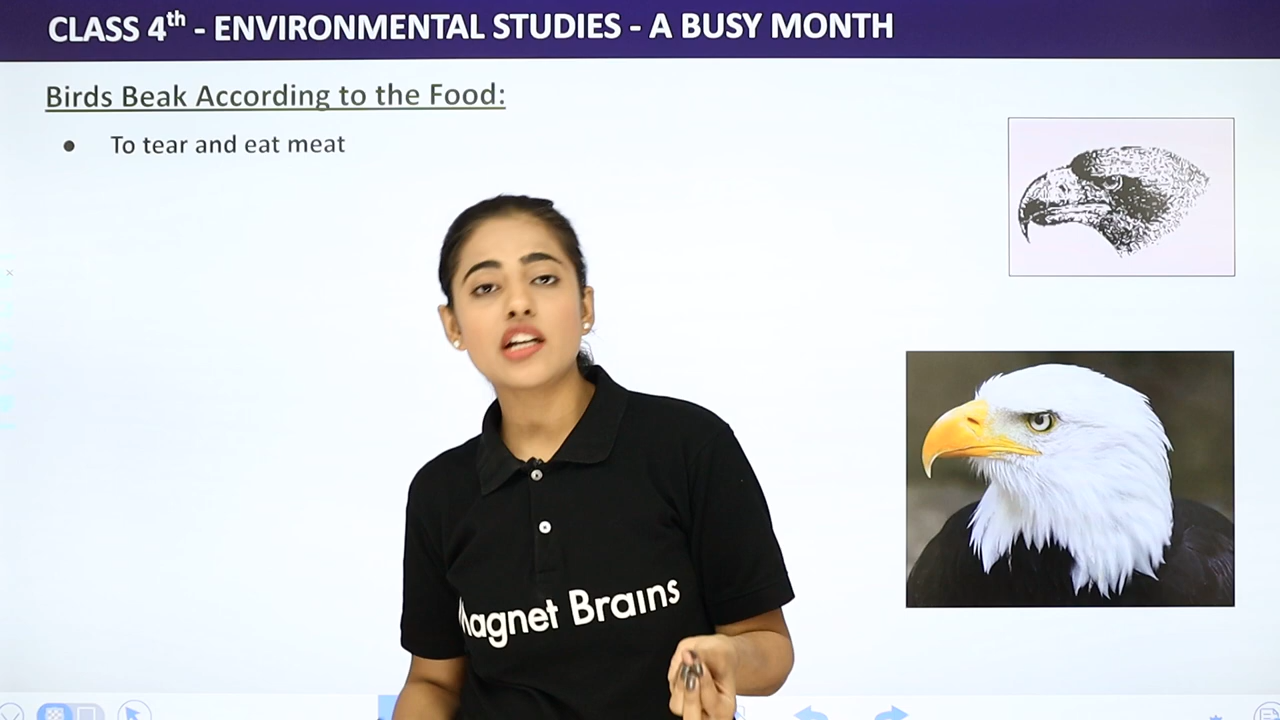 CLASS 4th - ENVIRONMENTAL STUDIES - A BUSY MONTH
Birds Beak According to the Food:
● To tear and eat meat
Magnet Brains